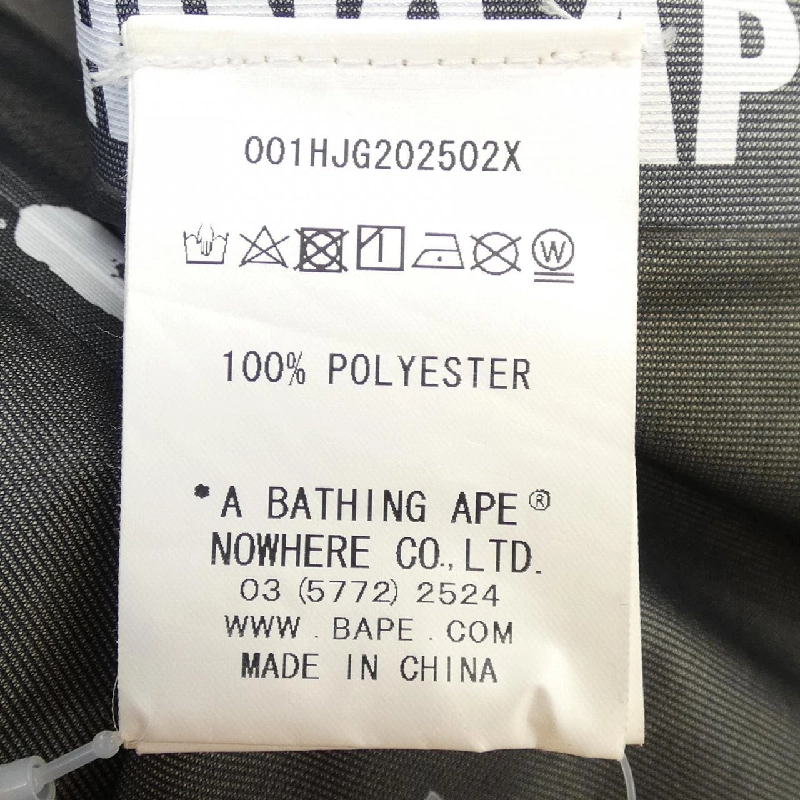 001HJG202502X
W
100% POLYESTER
*A BATHING APE®
NOWHERE CO., LTD.
03 (5772) 2524
WWW . BAPE . COM
MADE IN CHINA